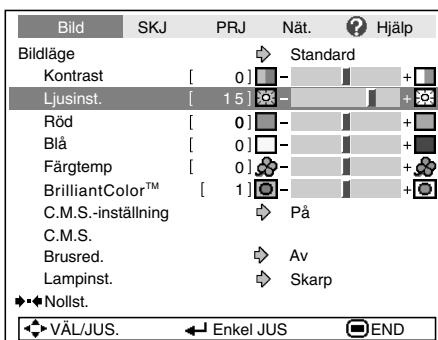 Bild SKJ PRJ Nät. ? Hjälp
Bildläge Standard
Kontrast [ 0 ] - +
Ljusinst. [ 15 ] - +
Röd [ 0 ] - +
Blå [ 0 ] - +
Färgtemp [ 0 ] - +
BrilliantColor™ [ 1 ] - +
C.M.S.-inställning På
C.M.S.
Brusred. Av
Lampinst. Skarp
Nollst.
VÄL/JUS. Enkel JUS END